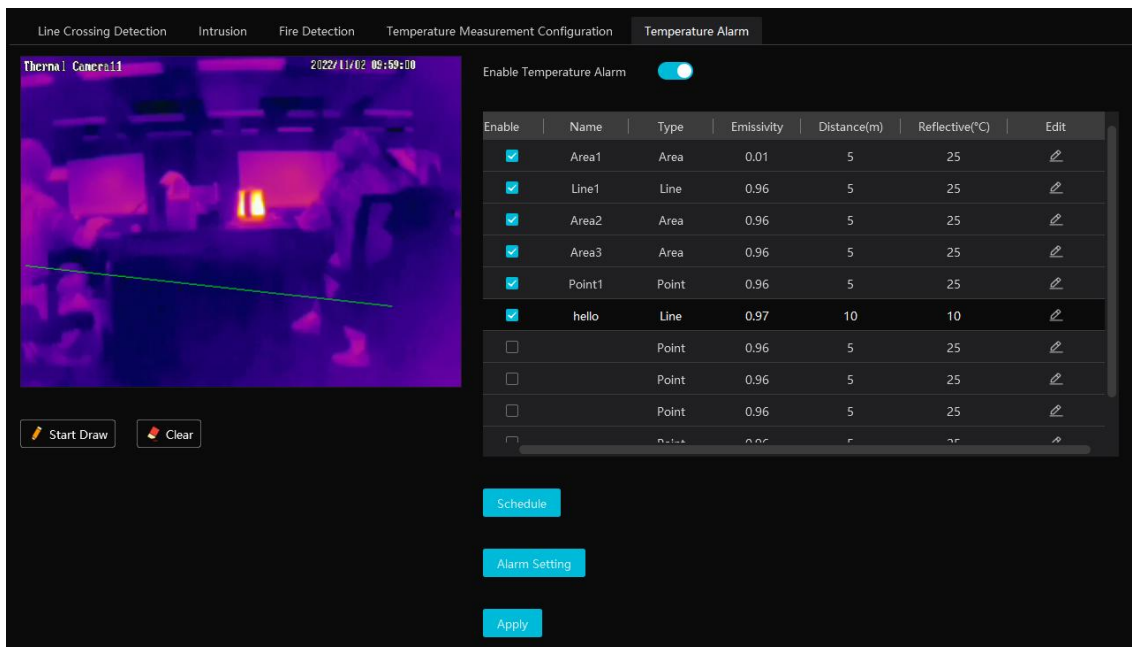 Line Crossing Detection Intrusion Fire Detection Temperature Measurement Configuration Temperature Alarm
2022/11/02 09:59:00
Enable Temperature Alarm
Enable Name Type Emissivity Distance(m) Reflective(°C) Edit
Area1 Area 0.01 5 25
Line1 Line 0.96 5 25
Area2 Area 0.96 5 25
Area3 Area 0.96 5 25
Point1 Point 0.96 5 25
hello Line 0.97 10 10
Point 0.96 5 25
Point 0.96 5 25
Point 0.96 5 25
Start Draw Clear
Schedule
Alarm Setting
Apply